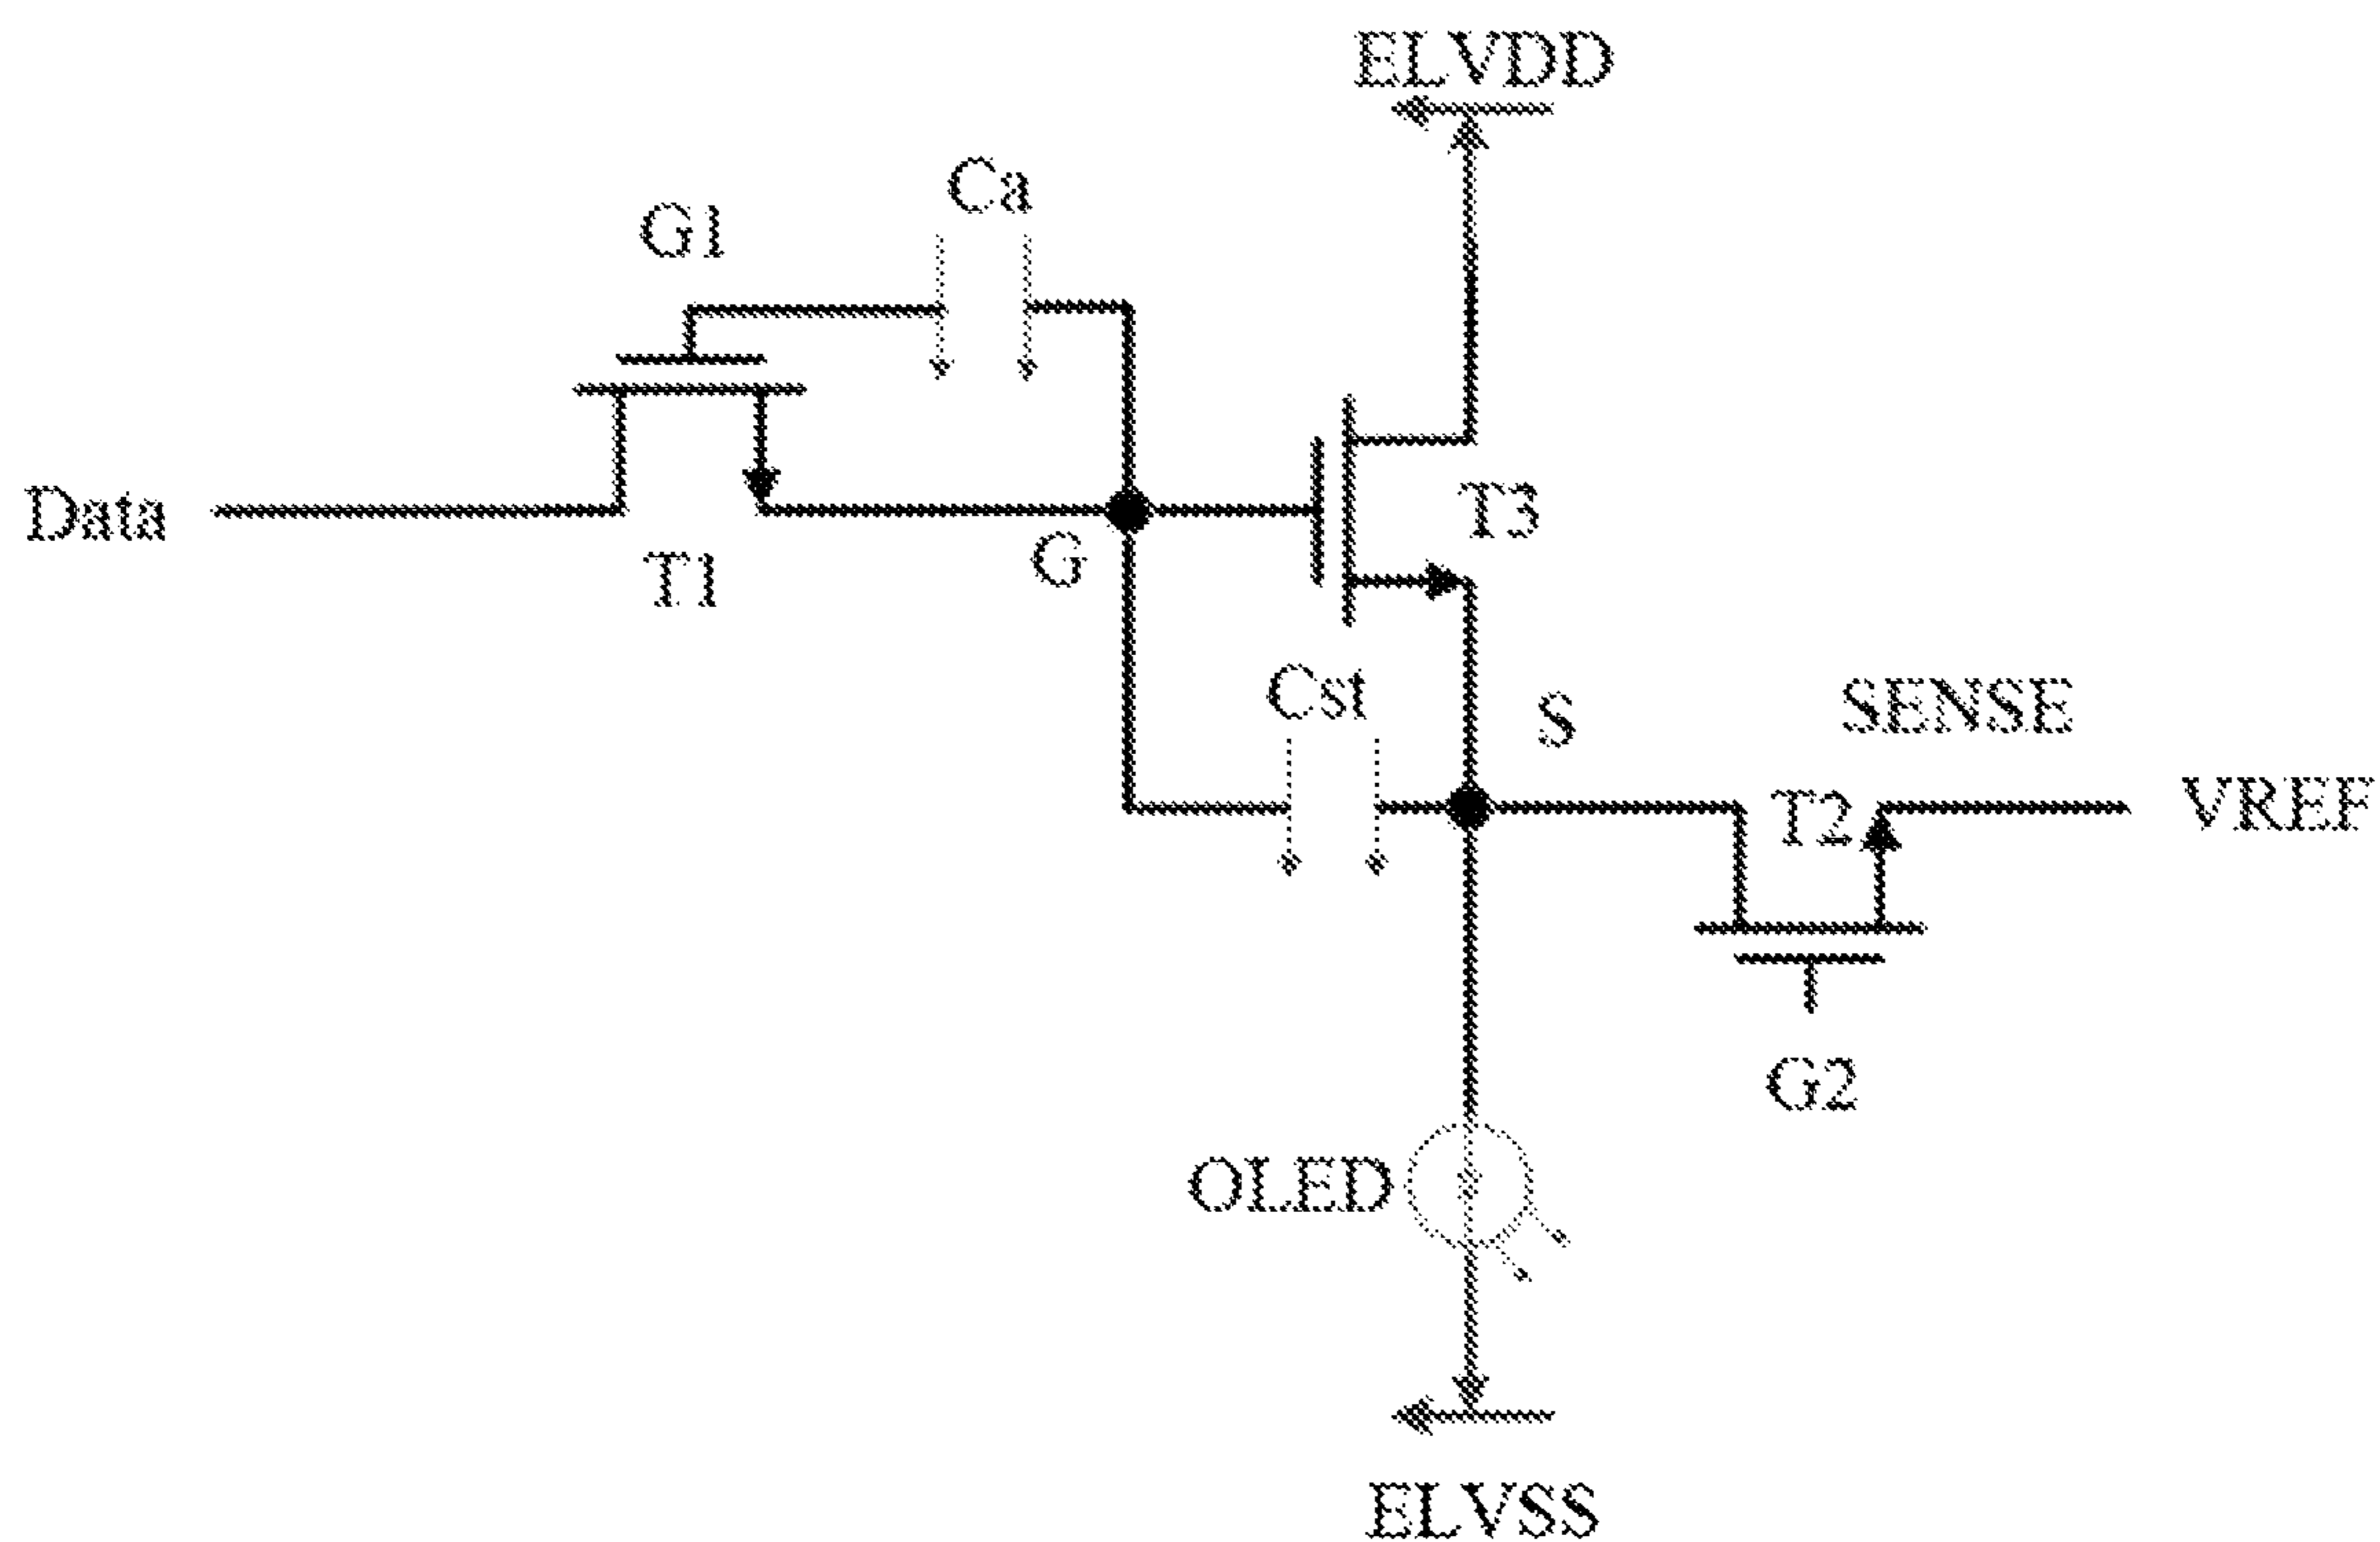 ELVDD
Ca
G1
Data
T1
G
T3
Cst
S
SENSE
T2
VREF
G2
OLED
ELVSS